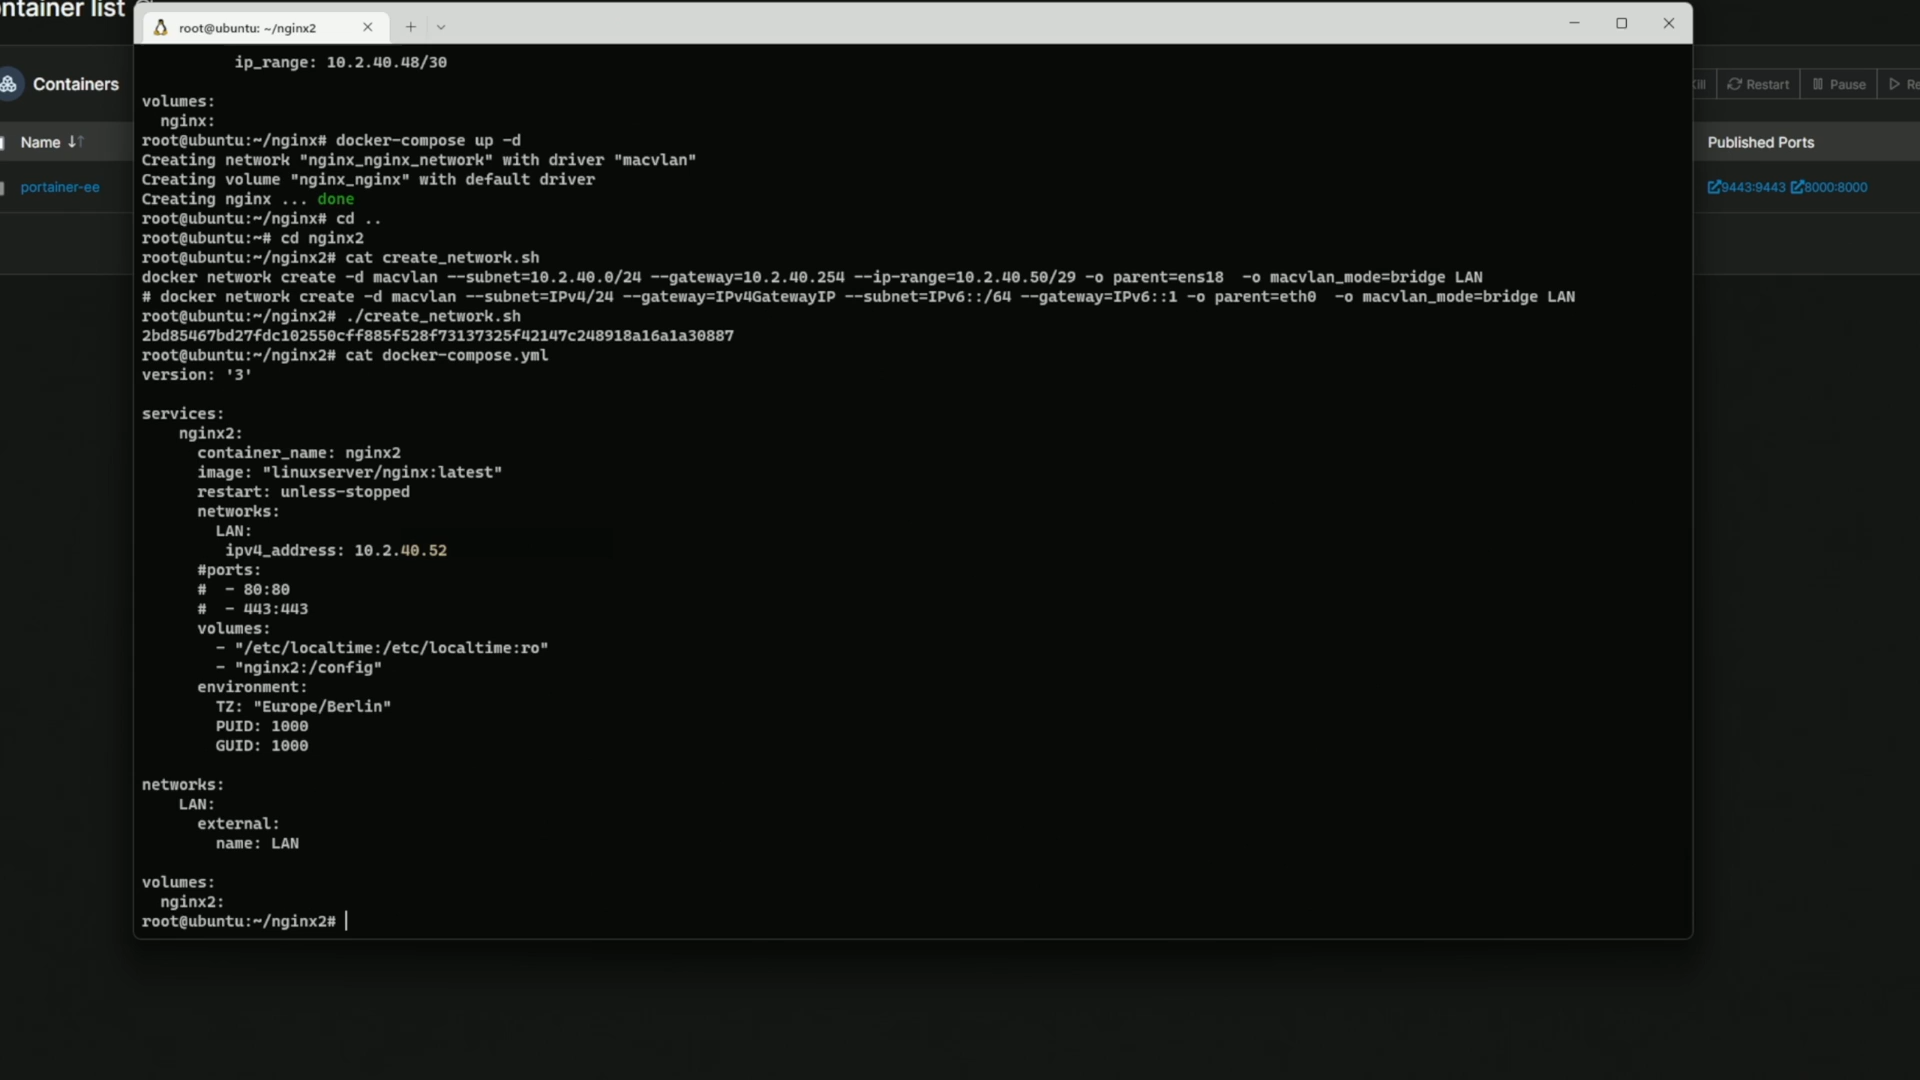 ntainer list
root@ubuntu: ~/nginx2
Containers
Restart
Pause
Re
Name
Published Ports
portainer-ee
9443:9443 8000:8000
ip_range: 10.2.40.48/30
volumes:
nginx:
root@ubuntu:~/nginx# docker-compose up -d
Creating network "nginx_nginx_network" with driver "macvlan"
Creating volume "nginx_nginx" with default driver
Creating nginx ... done
root@ubuntu:~/nginx# cd ..
root@ubuntu:~# cd nginx2
root@ubuntu:~/nginx2# cat create_network.sh
docker network create -d macvlan --subnet=10.2.40.0/24 --gateway=10.2.40.254 --ip-range=10.2.40.50/29 -o parent=ens18  -o macvlan_mode=bridge LAN
# docker network create -d macvlan --subnet=IPv4/24 --gateway=IPv4GatewayIP --subnet=IPv6::/64 --gateway=IPv6::1 -o parent=eth0  -o macvlan_mode=bridge LAN
root@ubuntu:~/nginx2# ./create_network.sh
2bd85467bd27fdc102550cff885f528f73137325f42147c248918a16a1a30887
root@ubuntu:~/nginx2# cat docker-compose.yml
version: '3'
services:
nginx2:
container_name: nginx2
image: "linuxserver/nginx:latest"
restart: unless-stopped
networks:
LAN:
ipv4_address: 10.2.40.52
#ports:
#  - 80:80
#  - 443:443
volumes:
- "/etc/localtime:/etc/localtime:ro"
- "nginx2:/config"
environment:
TZ: "Europe/Berlin"
PUID: 1000
GUID: 1000
networks:
LAN:
external:
name: LAN
volumes:
nginx2:
root@ubuntu:~/nginx2#